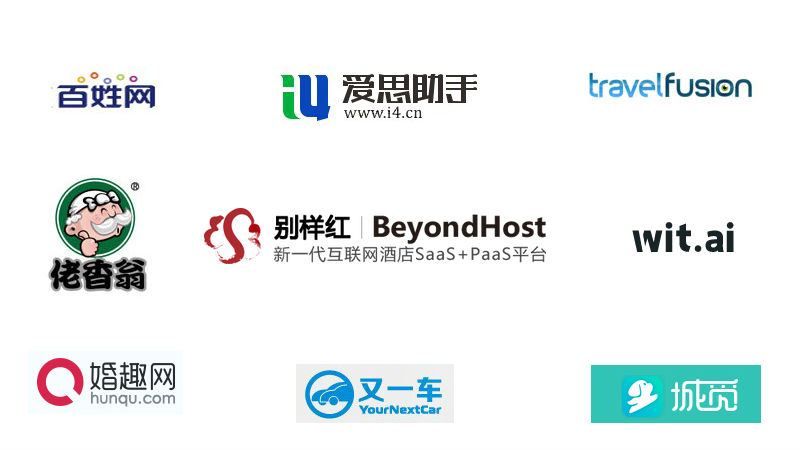 百姓网
i4 爱思助手
www.i4.cn
travelfusion
佬香翁
®
别样红 | BeyondHost
新一代互联网酒店SaaS+PaaS平台
wit.ai
婚趣网
hunqu.com
又一车
YourNextCar
城觅